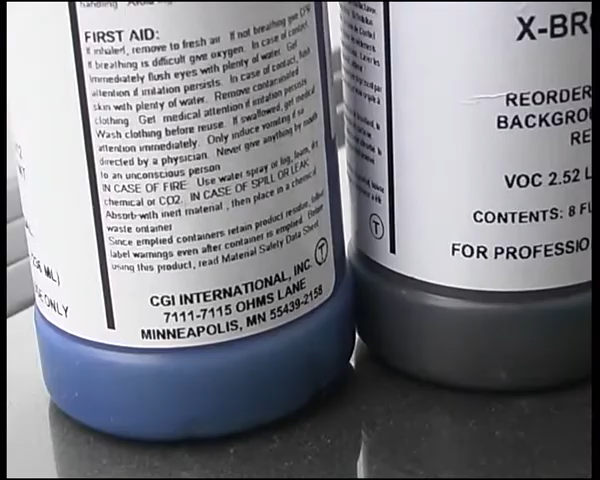 handling
FIRST AID:
If inhaled, remove to fresh air. If not breathing give CPR
If breathing is difficult give oxygen. In case of contact,
immediately flush eyes with plenty of water. Get
attention if irritation persists. In case of contact, flush
skin with plenty of water. Remove contaminated
clothing. Get medical attention if irritation persists
Wash clothing before reuse. If swallowed, get medical
attention immediately. Only induce vomiting if so
directed by a physician. Never give anything by mouth
to an unconscious person
IN CASE OF FIRE: Use water spray or fog, foam, dry
chemical or CO2. IN CASE OF SPILL OR LEAK:
Absorb with inert material, then place in a chemical
waste ontainer
Since emptied containers retain product residue, follow
label warnings even after container is emptied. Before
using this product, read Material Safety Data Sheet
T
CGI INTERNATIONAL, INC.
7111-7115 OHMS LANE
MINNEAPOLIS, MN 55439-2158
ML)
ONLY
X-BR
REORDER
BACKGRO
RE
VOC 2.52 L
CONTENTS: 8 FL
FOR PROFESSIO
T